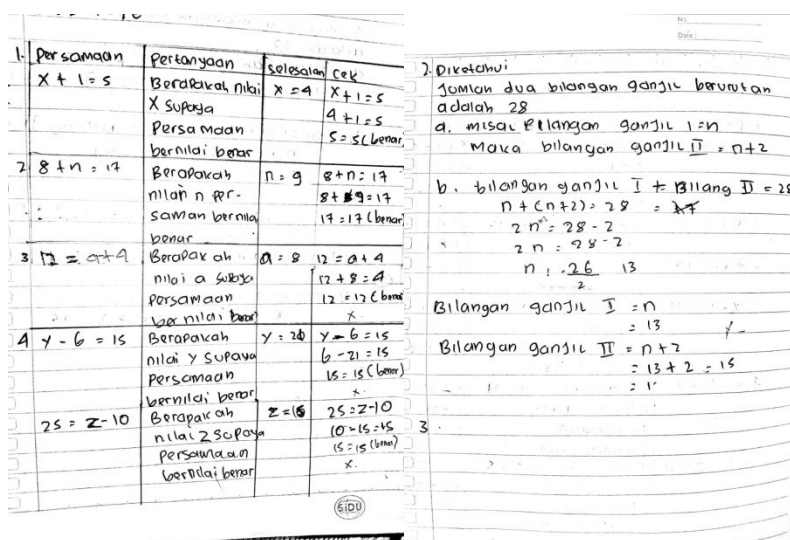 1. Persamaan Pertanyaan selesaian cek
x + 1 = 5 Berapakah nilai x = 4 x + 1 = 5
x supaya 4 + 1 = 5
Persamaan 5 = 5 (benar)
bernilai benar
2 8 + n = 17 Berapakah n = 9 8 + n = 17
nilai n per- 8 + 9 = 17
saman bernila 17 = 17 (benar)
benar
3 12 = a + 4 Berapakah a = 8 12 = a + 4
nilai a supaya 12 + 8 = 4
Persamaan 12 = 12 (benar)
bernilai benar x
4 y - 6 = 15 Berapakah y = 20 y - 6 = 15
nilai y supaya 6 - 21 = 15
Persamaan 15 = 15 (benar)
bernilai benar x
25 = z - 10 Berapakah z = 15 25 = z - 10
nilai z supaya 10 - 15 = 15
Persamaan 15 = 15 (benar)
bernilai benar x.
SIDU
No
Date
2. Diketahui
Jumlah dua bilangan ganjil berurutan
adalah 28
a. misal Bilangan ganjil 1 = n
Maka bilangan ganjil II = n + 2
b. bilangan ganjil I + Bilang II = 28
n + (n + 2) = 28
2n = 28 - 2
2n = 28 - 2
n = 26 13
2
Bilangan ganjil I = n
= 13
Bilangan ganjil II = n + 2
= 13 + 2 = 15
3.